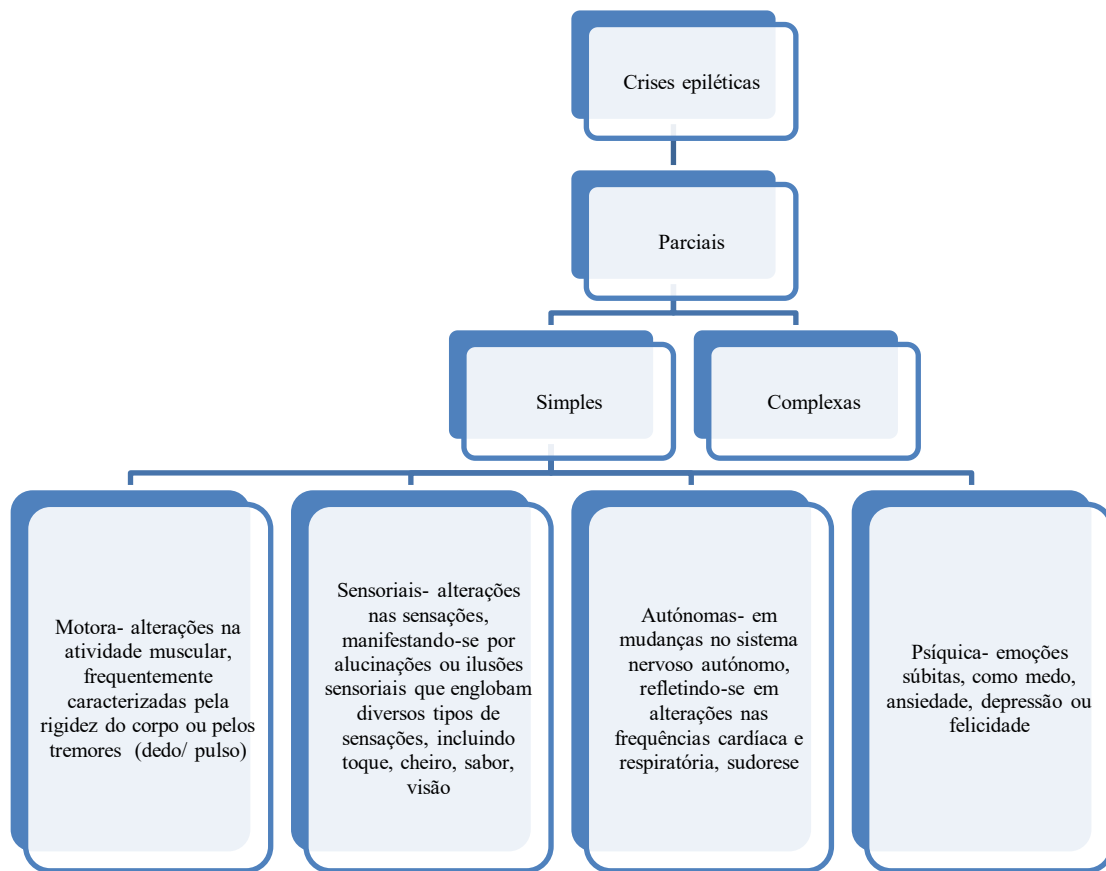 Crises epiléticas
Parciais
Simples
Complexas
Motora- alterações na
atividade muscular,
frequentemente
caracterizadas pela
rigidez do corpo ou pelos
tremores (dedo/ pulso)
Sensoriais- alterações
nas sensações,
manifestando-se por
alucinações ou ilusões
sensoriais que englobam
diversos tipos de
sensações, incluindo
toque, cheiro, sabor,
visão
Autónomas- em
mudanças no sistema
nervoso autónomo,
refletindo-se em
alterações nas
frequências cardíaca e
respiratória, sudorese
Psíquica- emoções
súbitas, como medo,
ansiedade, depressão ou
felicidade